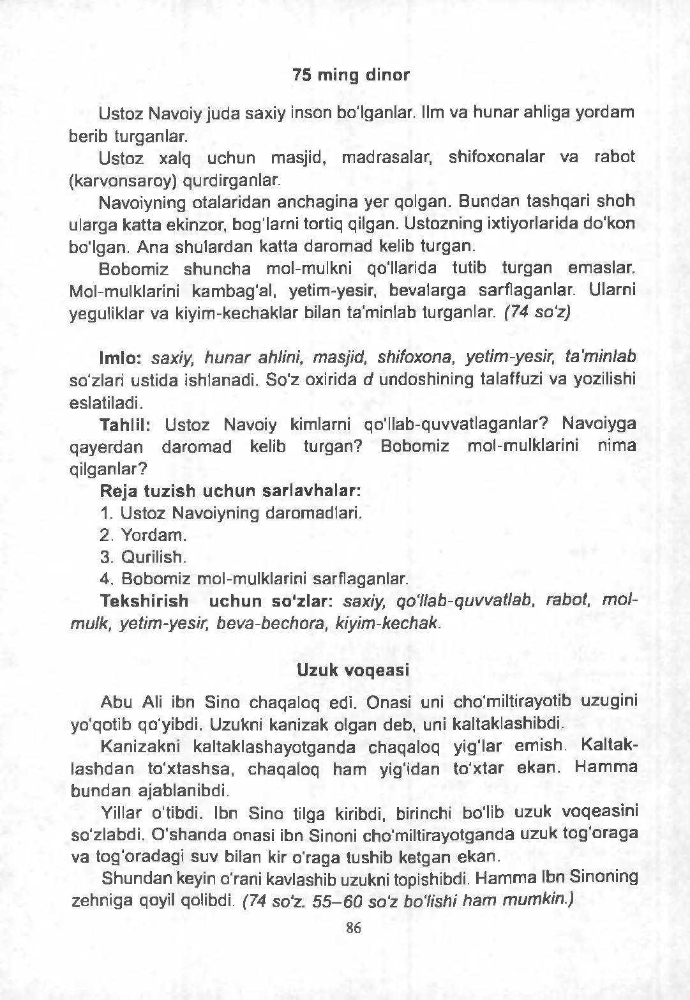 75 ming dinor
Ustoz Navoiy juda saxiy inson bo'lganlar. Ilm va hunar ahliga yordam
berib turganlar.
Ustoz xalq uchun masjid, madrasalar, shifoxonalar va rabot
(karvonsaroy) qurdirganlar.
Navoiyning otalaridan anchagina yer qolgan. Bundan tashqari shoh
ularga katta ekinzor, bog'larni tortiq qilgan. Ustozning ixtiyorlarida do'kon
bo'lgan. Ana shulardan katta daromad kelib turgan.
Bobomiz shuncha mol-mulkni qo'llarida tutib turgan emaslar.
Mol-mulklarini kambag'al, yetim-yesir, bevalarga sarflaganlar. Ularni
yeguliklar va kiyim-kechaklar bilan ta'minlab turganlar. (74 so'z)
Imlo: saxiy, hunar ahlini, masjid, shifoxona, yetim-yesir, ta'minlab
so'zlari ustida ishlanadi. So'z oxirida d undoshining talaffuzi va yozilishi
eslatiladi.
Tahlil: Ustoz Navoiy kimlarni qo'llab-quvvatlaganlar? Navoiyga
qayerdan daromad kelib turgan? Bobomiz mol-mulklarini nima
qilganlar?
Reja tuzish uchun sarlavhalar:
1. Ustoz Navoiyning daromadlari.
2. Yordam.
3. Qurilish.
4. Bobomiz mol-mulklarini sarflaganlar.
Tekshirish uchun so'zlar: saxiy, qo'llab-quvvatlab, rabot, mol-
mulk, yetim-yesir, beva-bechora, kiyim-kechak.
Uzuk voqeasi
Abu Ali ibn Sino chaqaloq edi. Onasi uni cho'miltirayotib uzugini
yo'qotib qo'yibdi. Uzukni kanizak olgan deb, uni kaltaklashibdi.
Kanizakni kaltaklashayotganda chaqaloq yig'lar emish. Kaltak-
lashdan to'xtashsa, chaqaloq ham yig'idan to'xtar ekan. Hamma
bundan ajablanibdi.
Yillar o'tibdi. Ibn Sino tilga kiribdi, birinchi bo'lib uzuk voqeasini
so'zlabdi. O'shanda onasi ibn Sinoni cho'miltirayotganda uzuk tog'oraga
va tog'oradagi suv bilan kir o'raga tushib ketgan ekan.
Shundan keyin o'rani kavlashib uzukni topishibdi. Hamma Ibn Sinoning
zehniga qoyil qolibdi. (74 so'z. 55–60 so'z bo'lishi ham mumkin.)
86